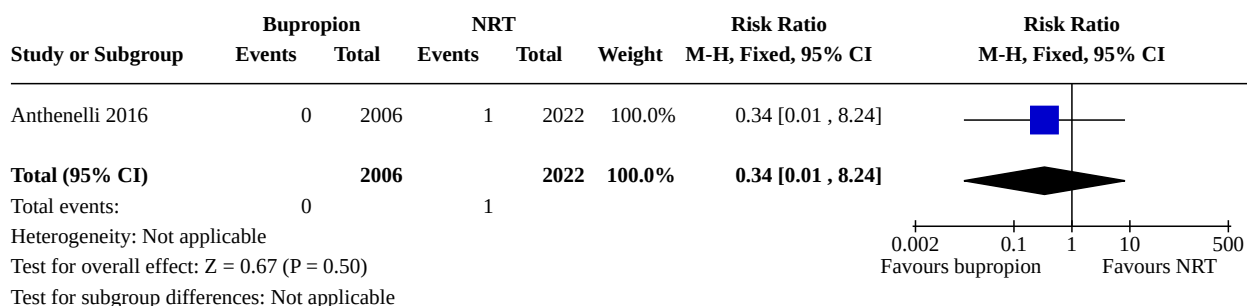 Bupropion NRT Risk Ratio Risk Ratio
Study or Subgroup Events Total Events Total Weight M-H, Fixed, 95% CI M-H, Fixed, 95% CI
Anthenelli 2016 0 2006 1 2022 100.0% 0.34 [0.01 , 8.24]
Total (95% CI) 2006 2022 100.0% 0.34 [0.01 , 8.24]
Total events: 0 1
Heterogeneity: Not applicable
0.002 0.1 1 10 500
Test for overall effect: Z = 0.67 (P = 0.50)
Favours bupropion Favours NRT
Test for subgroup differences: Not applicable